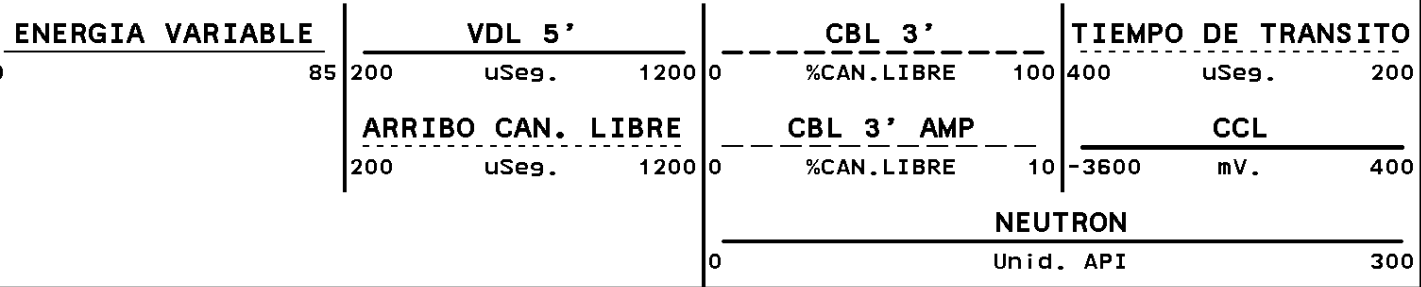 ENERGIA VARIABLE VDL 5' CBL 3' TIEMPO DE TRANSITO
0 85 200 uSeg. 1200 0 %CAN.LIBRE 100 400 uSeg. 200
ARRIBO CAN. LIBRE CBL 3' AMP CCL
200 uSeg. 1200 0 %CAN.LIBRE 10 -3600 mV. 400
NEUTRON
0 Unid. API 300